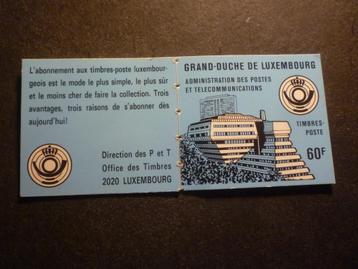 L'abonnement aux timbres-poste luxembour-
geois est le mode le plus simple, le plus sûr
et le moins cher de faire la collection. Trois
avantages, trois raisons de s'abonner dès
aujourd'hui!
Direction des P et T
Office des Timbres
2020 LUXEMBOURG
GRAND-DUCHE DE LUXEMBOURG
ADMINISTRATION DES POSTES
ET TELECOMMUNICATIONS
TIMBRES-
POSTE
60F